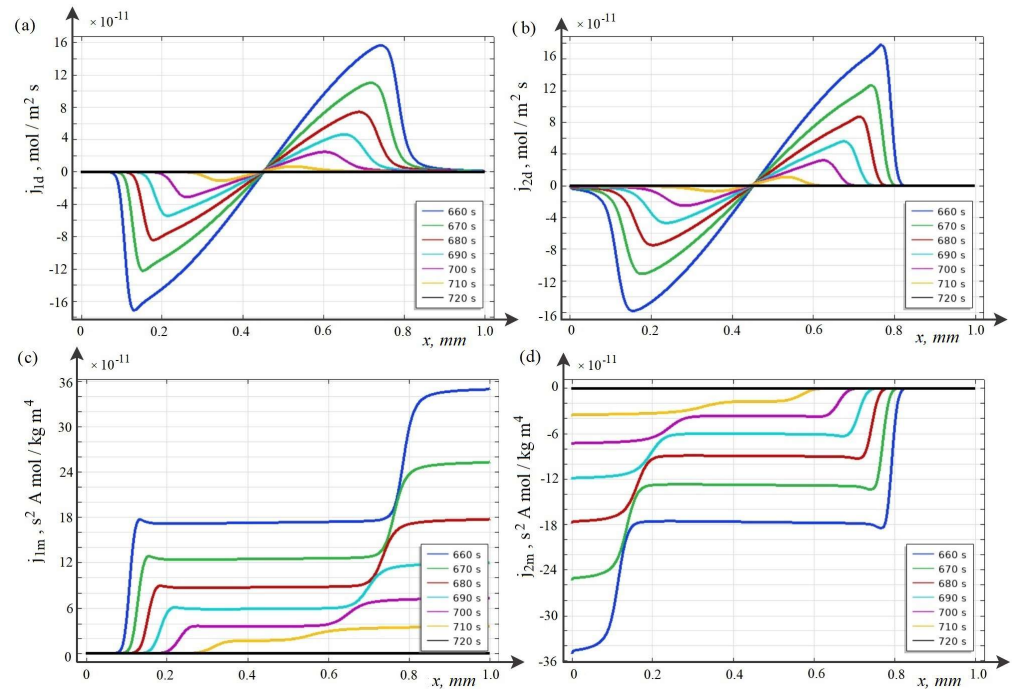 (a)
× 10⁻¹¹
16
12
8
4
0
-4
-8
-12
-16
j1d , mol / m² s
660 s
670 s
680 s
690 s
700 s
710 s
720 s
0 0.2 0.4 0.6 0.8 1.0
x, mm
(b)
× 10⁻¹¹
16
12
8
4
0
-4
-8
-12
-16
j2d , mol / m² s
660 s
670 s
680 s
690 s
700 s
710 s
720 s
0 0.2 0.4 0.6 0.8 1.0
x, mm
(c)
× 10⁻¹¹
36
30
24
18
12
6
0
j1m , s² A mol / kg m⁴
660 s
670 s
680 s
690 s
700 s
710 s
720 s
0 0.2 0.4 0.6 0.8 1.0
x, mm
(d)
× 10⁻¹¹
0
-6
-12
-18
-24
-30
-36
j2m , s² A mol / kg m⁴
660 s
670 s
680 s
690 s
700 s
710 s
720 s
0 0.2 0.4 0.6 0.8 1.0
x, mm